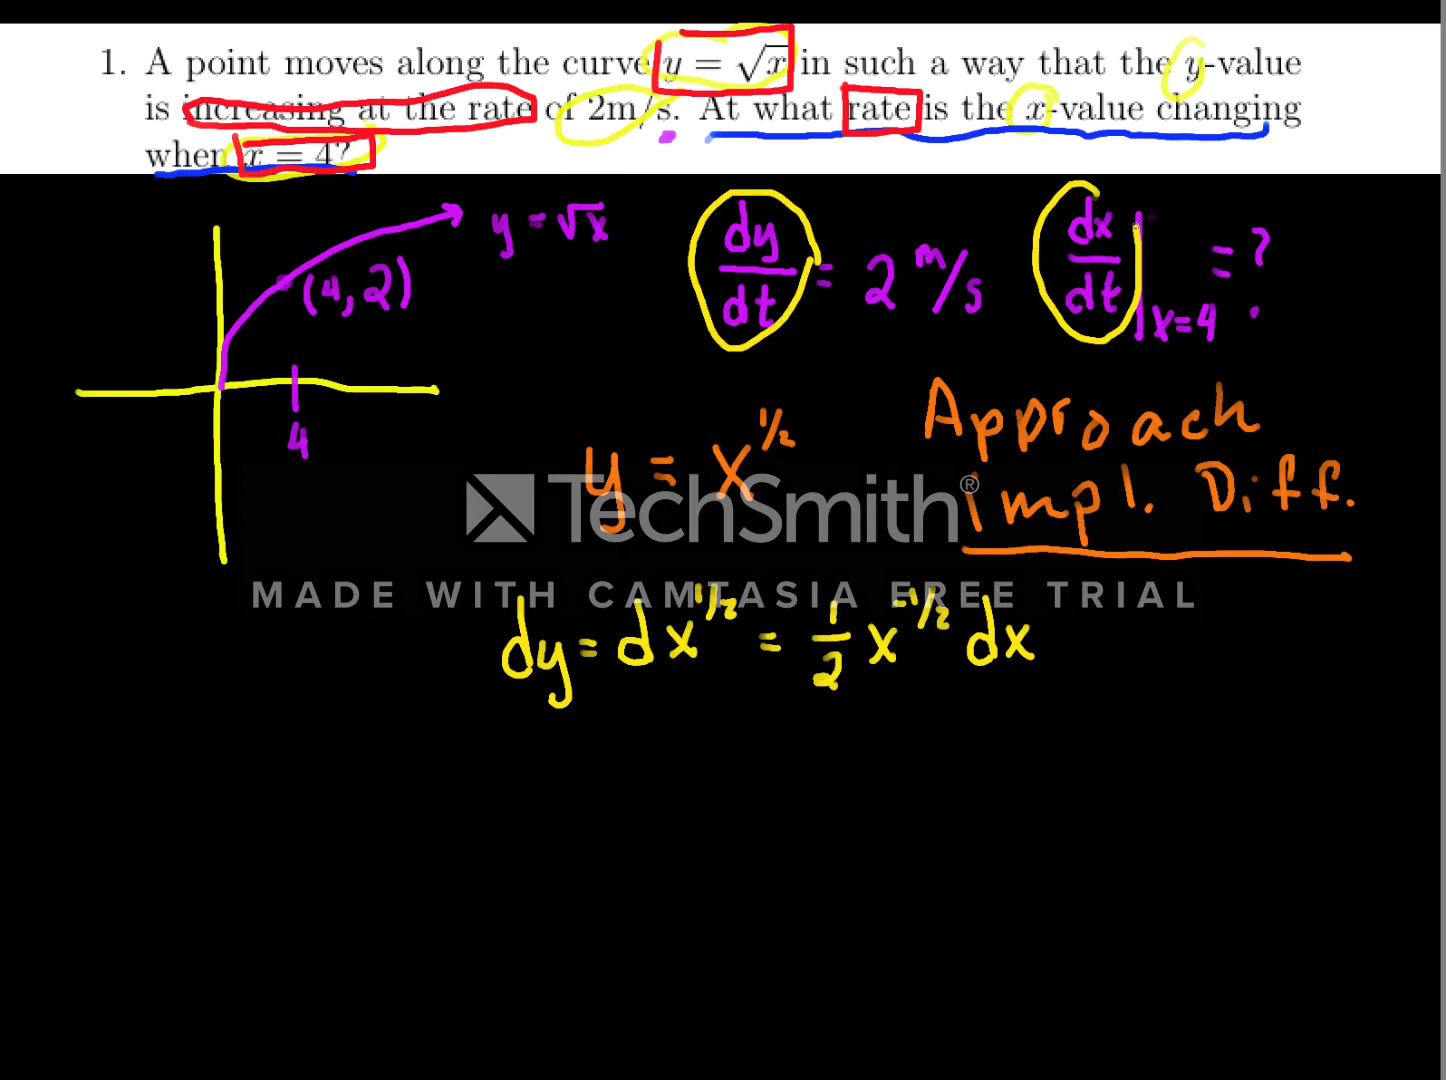 1. A point moves along the curve y = √x in such a way that the y-value
is increasing at the rate of 2m/s. At what rate is the x-value changing
when x = 4?
y = √x
dy/dt = 2 m/s
dx/dt | x=4 = ?
(4, 2)
4
y = x^1/2
Approach
impl. Diff.
TechSmith®
MADE WITH CAMTASIA FREE TRIAL
dy = dx^1/2 = 1/2 x^-1/2 dx